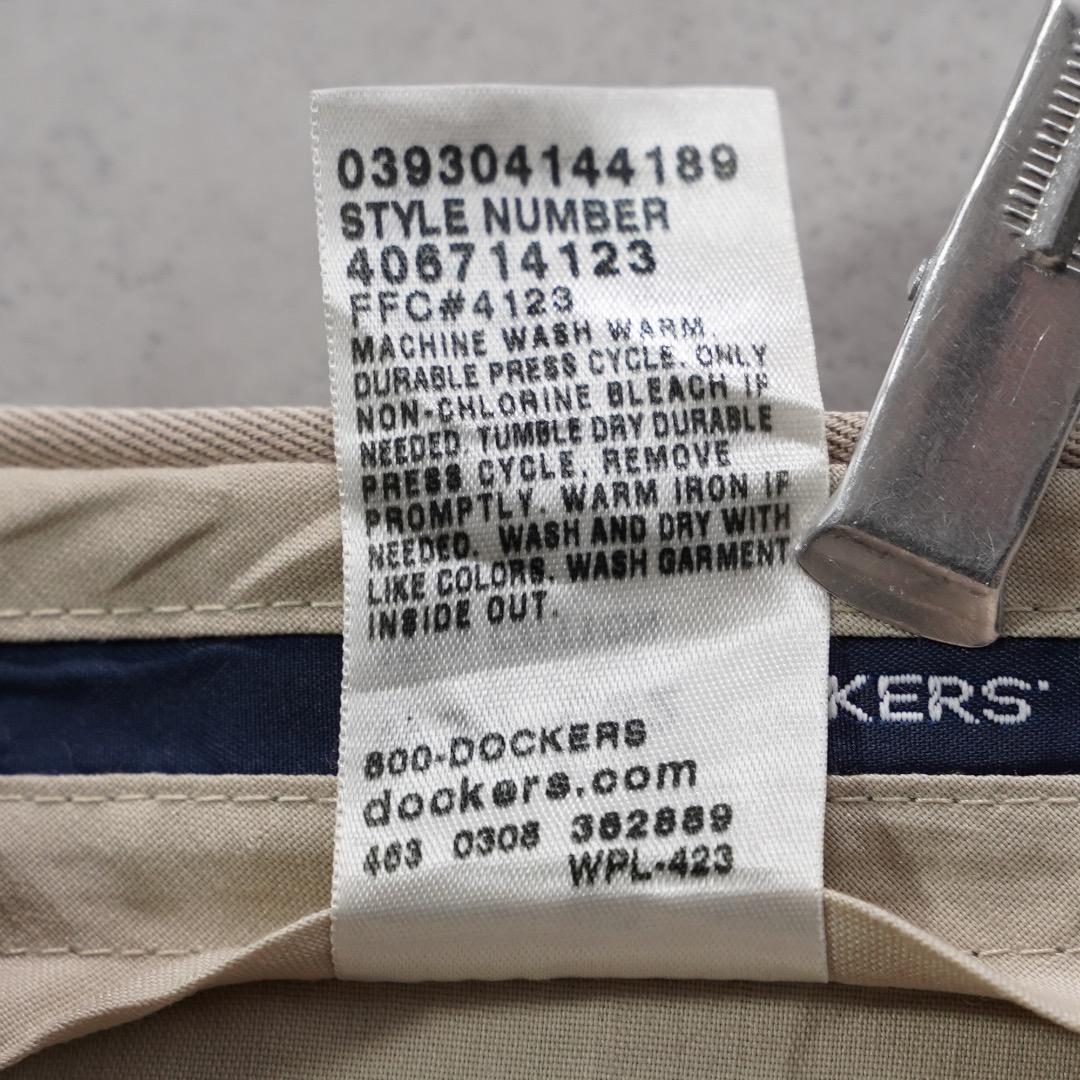 039304144189
STYLE NUMBER
406714123
FFC#4123
MACHINE WASH WARM.
DURABLE PRESS CYCLE. ONLY
NON-CHLORINE BLEACH IF
NEEDED. TUMBLE DRY DURABLE
PRESS CYCLE. REMOVE
PROMPTLY. WARM IRON IF
NEEDED. WASH AND DRY WITH
LIKE COLORS. WASH GARMENT
INSIDE OUT.
KERS
800-DOCKERS
dockers.com
463 0308 382889
WPL-423